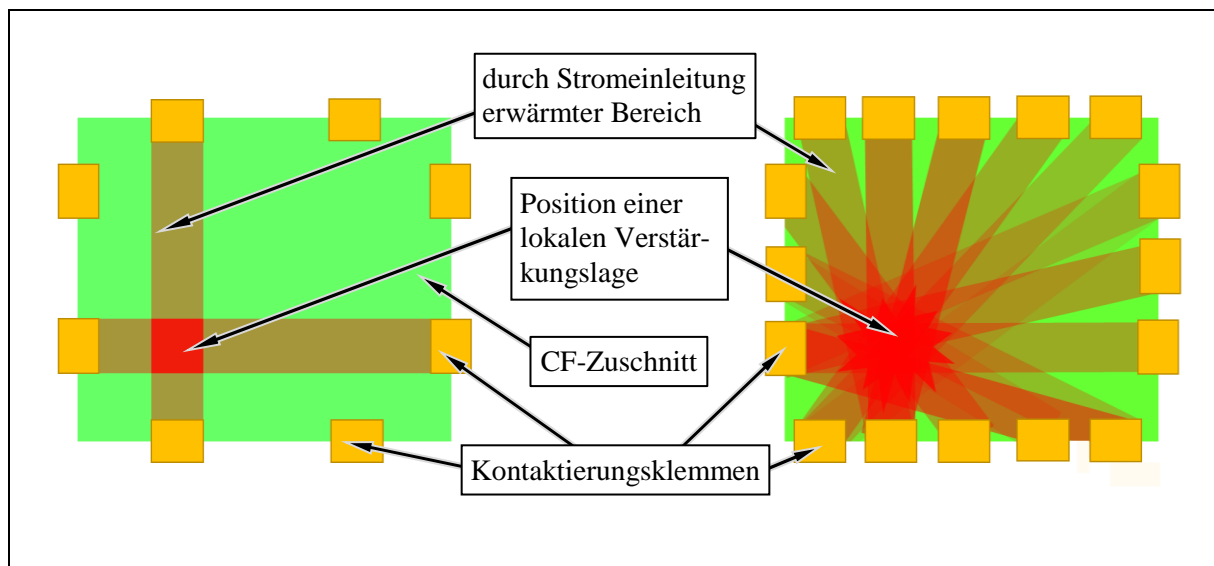 durch Stromeinleitung
erwärmter Bereich
Position einer
lokalen Verstär-
kungslage
CF-Zuschnitt
Kontaktierungsklemmen